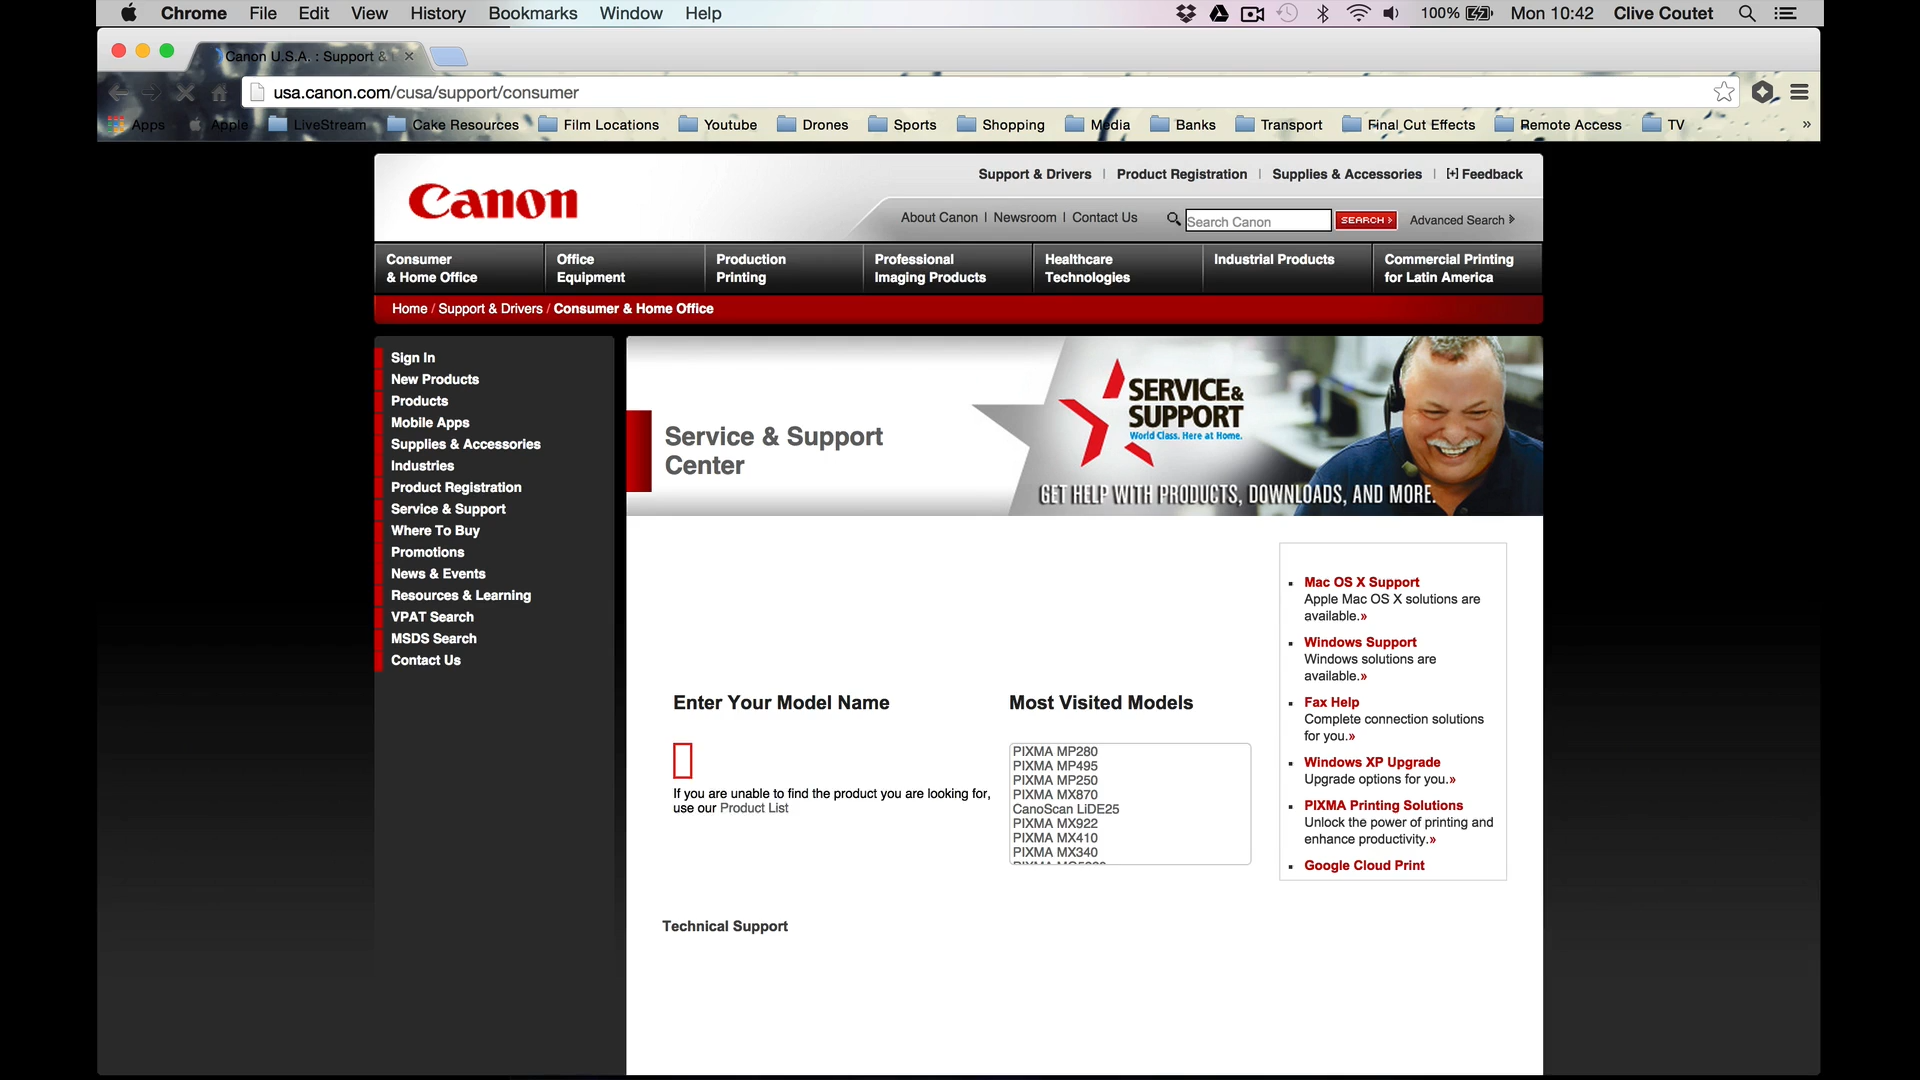 Chrome File Edit View History Bookmarks Window Help 100% Mon 10:42 Clive Coutet
Canon U.S.A. : Support &
usa.canon.com/cusa/support/consumer
Apps Apple LiveStream Cake Resources Film Locations Youtube Drones Sports Shopping Media Banks Transport Final Cut Effects Remote Access TV »
Canon
Support & Drivers | Product Registration | Supplies & Accessories | [+] Feedback
About Canon | Newsroom | Contact Us Search Canon SEARCH Advanced Search
Consumer
& Home Office
Office
Equipment
Production
Printing
Professional
Imaging Products
Healthcare
Technologies
Industrial Products
Commercial Printing
for Latin America
Home / Support & Drivers / Consumer & Home Office
Sign In
New Products
Products
Mobile Apps
Supplies & Accessories
Industries
Product Registration
Service & Support
Where To Buy
Promotions
News & Events
Resources & Learning
VPAT Search
MSDS Search
Contact Us
Service & Support
Center
SERVICE&
SUPPORT
World Class. Here at Home.
GET HELP WITH PRODUCTS, DOWNLOADS, AND MORE.
Enter Your Model Name
If you are unable to find the product you are looking for,
use our Product List
Most Visited Models
PIXMA MP280
PIXMA MP495
PIXMA MP250
PIXMA MX870
CanoScan LiDE25
PIXMA MX922
PIXMA MX410
PIXMA MX340
Mac OS X Support
Apple Mac OS X solutions are
available.»
Windows Support
Windows solutions are
available.»
Fax Help
Complete connection solutions
for you.»
Windows XP Upgrade
Upgrade options for you.»
PIXMA Printing Solutions
Unlock the power of printing and
enhance productivity.»
Google Cloud Print
Technical Support